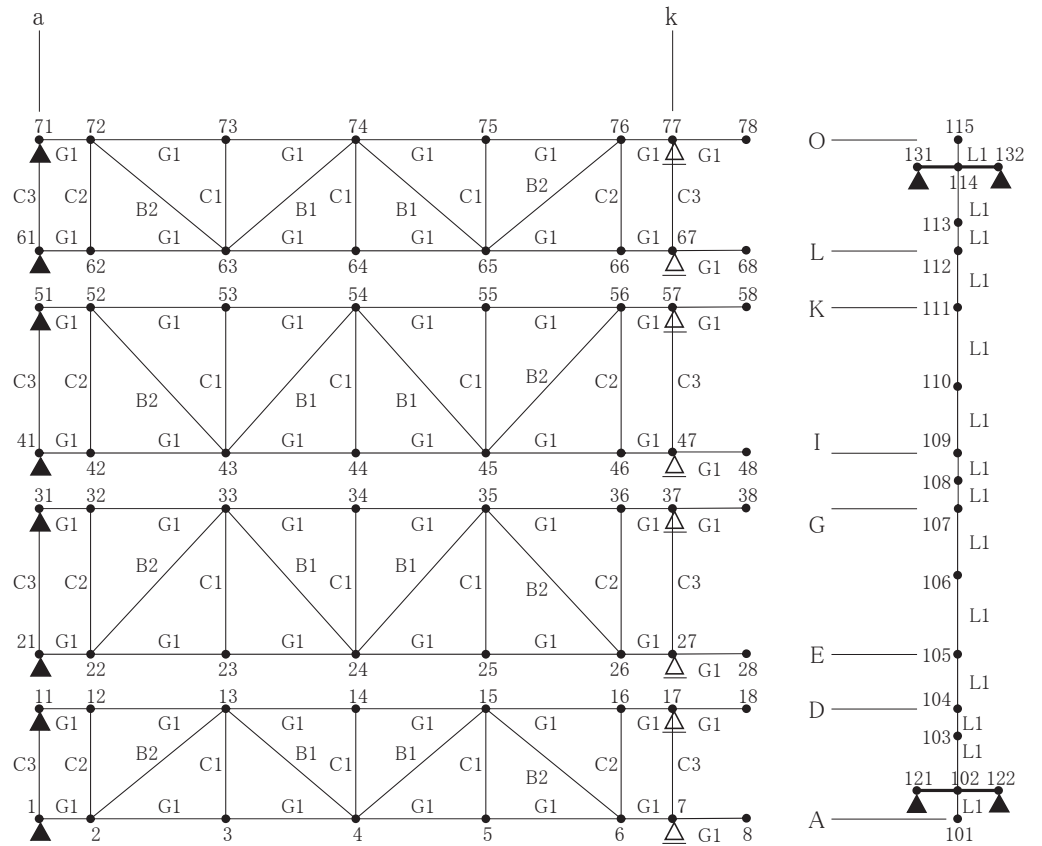 a k
71 72 73 74 75 76 77 78 O 115
G1 G1 G1 G1 G1 G1 G1 131 L1 132
C3 C2 B2 C1 B1 C1 B1 C1 B2 C2 C3 114
61 G1 G1 G1 G1 G1 G1 67 113 L1
62 63 64 65 66 G1 68 L 112 L1
51 52 53 54 55 56 57 58 K 111 L1
G1 G1 G1 G1 G1 G1 G1
C3 C2 B2 C1 B1 C1 B1 C1 B2 C2 C3 110 L1
41 G1 G1 G1 G1 G1 G1 47 I 109 L1
42 43 44 45 46 G1 48 108 L1
31 32 33 34 35 36 37 38 107 L1
G1 G1 G1 G1 G1 G1 G1 G L1
C3 C2 B2 C1 B1 C1 B1 C1 B2 C2 C3 106
21 G1 G1 G1 G1 G1 G1 27 E 105 L1
22 23 24 25 26 G1 28
11 12 13 14 15 16 17 18 D 104 L1
G1 G1 G1 G1 G1 G1 G1 103 L1
C3 C2 B2 C1 B1 C1 B1 C1 B2 C2 C3 L1
1 G1 G1 G1 G1 G1 G1 7 121 102 122
2 3 4 5 6 G1 8 A L1
101